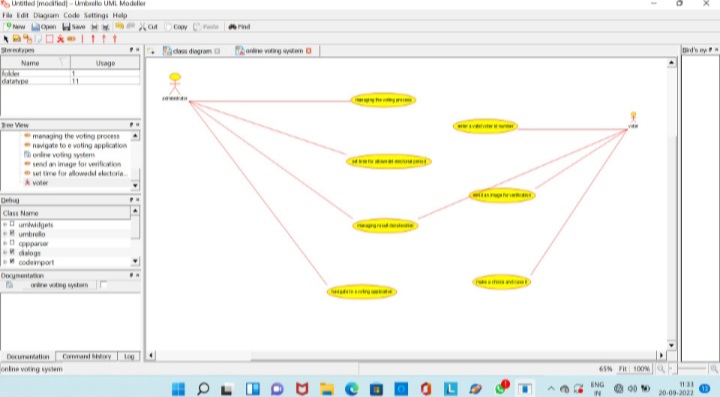 Untitled [modified] - Umbrello UML Modeller
File Edit Diagram Code Settings Help
New Open Save Cut Copy Paste Find
Stereotypes
Name Usage
folder 1
datatype 11
class diagram
online voting system
Bird's ey
Tree View
managing the voting process
navigate to e voting application
online voting system
send an image for verification
set time for allowedel electoria...
voter
Debug
Class Name
umlwidgets
umbrello
cppparser
dialogs
codeimport
Documentation
online voting system
Documentation Command history Log
administrator
managing the voting process
enter a valid voter id number
voter
set time for allowedel electorial period
send an image for verification
managing result declaration
navigate to e voting application
make a choice and cast it
online voting system
65% Fit 100%
ENG
IN
11:33
20-09-2022